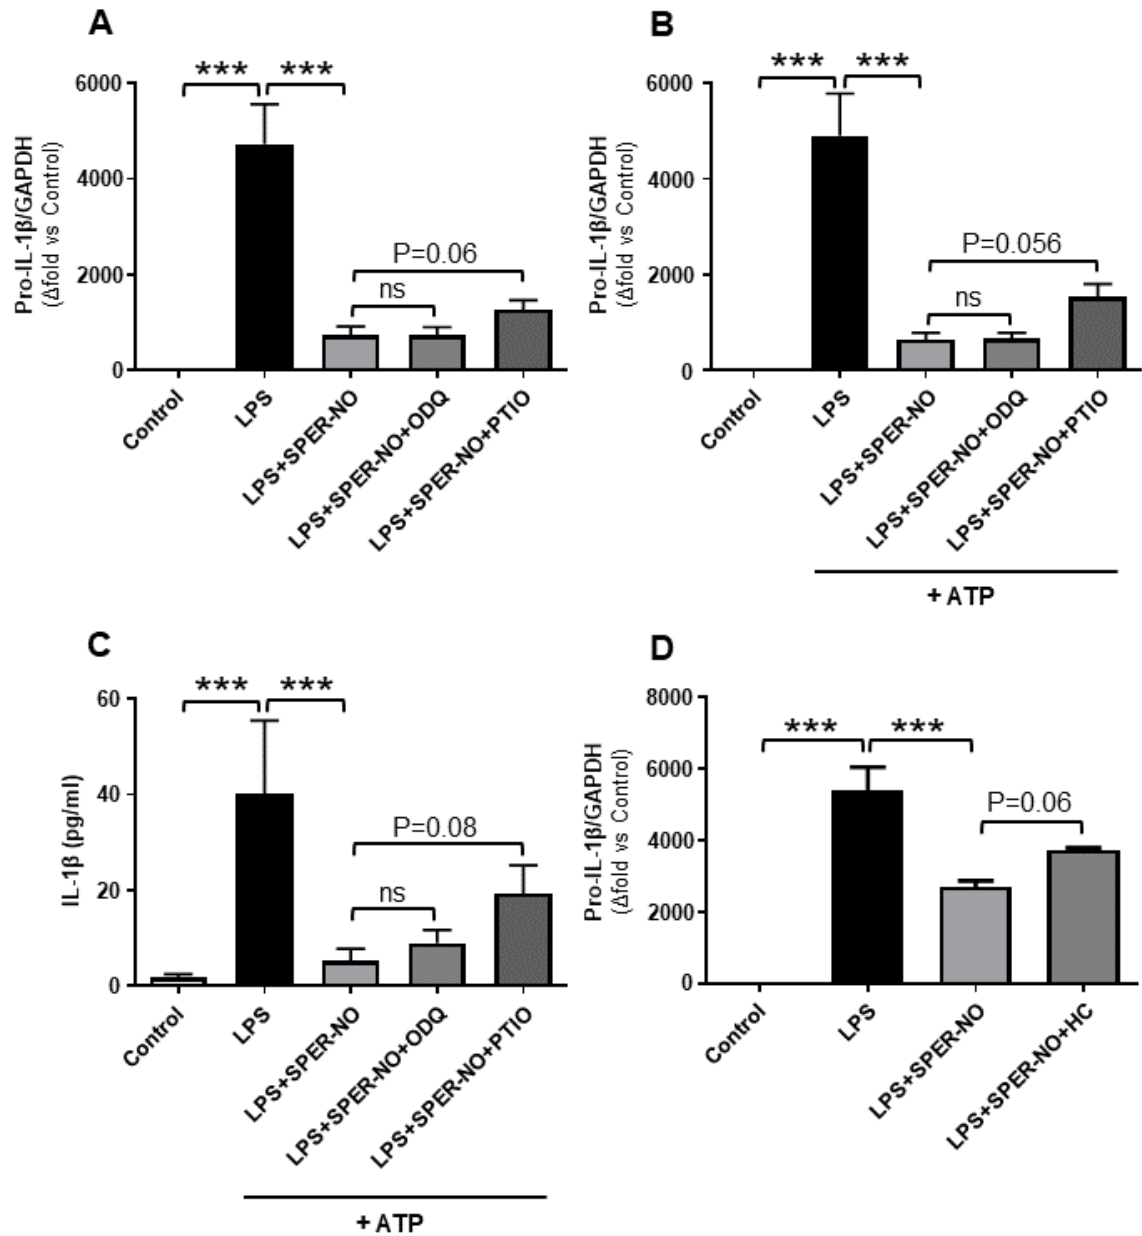 A
*** ***
6000
4000
2000
0
Pro-IL-1β/GAPDH
(Δfold vs Control)
P=0.06
ns
Control
LPS
LPS+SPER-NO
LPS+SPER-NO+ODQ
LPS+SPER-NO+PTIO
B
*** ***
6000
4000
2000
0
Pro-IL-1β/GAPDH
(Δfold vs Control)
P=0.056
ns
Control
LPS
LPS+SPER-NO
LPS+SPER-NO+ODQ
LPS+SPER-NO+PTIO
+ ATP
C
*** ***
60
40
20
0
IL-1β (pg/ml)
P=0.08
ns
Control
LPS
LPS+SPER-NO
LPS+SPER-NO+ODQ
LPS+SPER-NO+PTIO
+ ATP
D
8000
6000
4000
2000
0
Pro-IL-1β/GAPDH
(Δfold vs Control)
*** ***
P=0.06
Control
LPS
LPS+SPER-NO
LPS+SPER-NO+HC